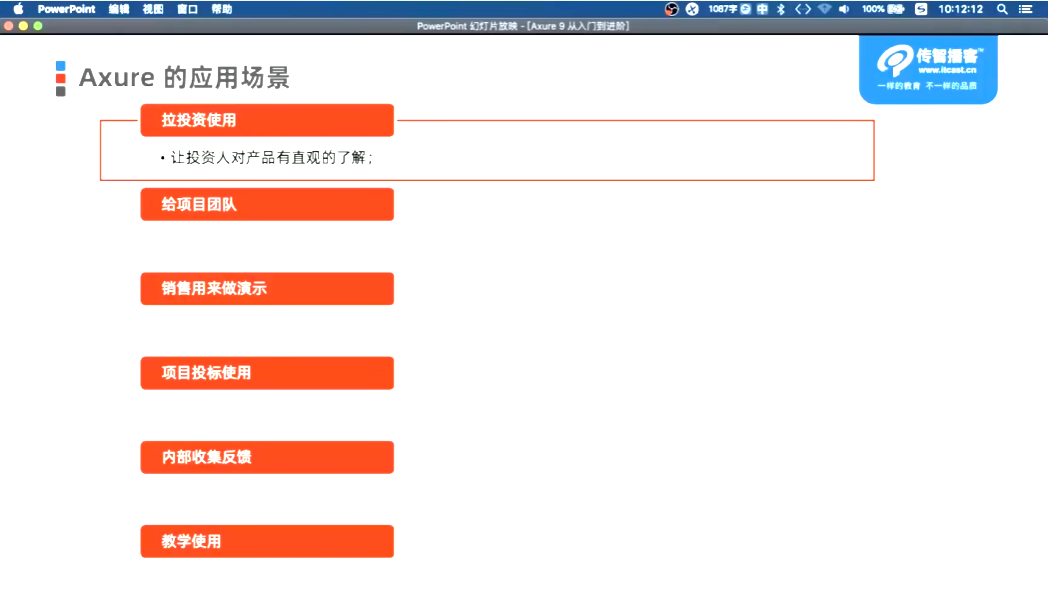 PowerPoint 编辑 视图 窗口 帮助 1087字 中 100% 10:12:12
PowerPoint 幻灯片放映 - [Axure 9 从入门到进阶]
传智播客™
www.itcast.cn
一样的教育 不一样的品质
Axure 的应用场景
拉投资使用
• 让投资人对产品有直观的了解；
给项目团队
销售用来做演示
项目投标使用
内部收集反馈
教学使用